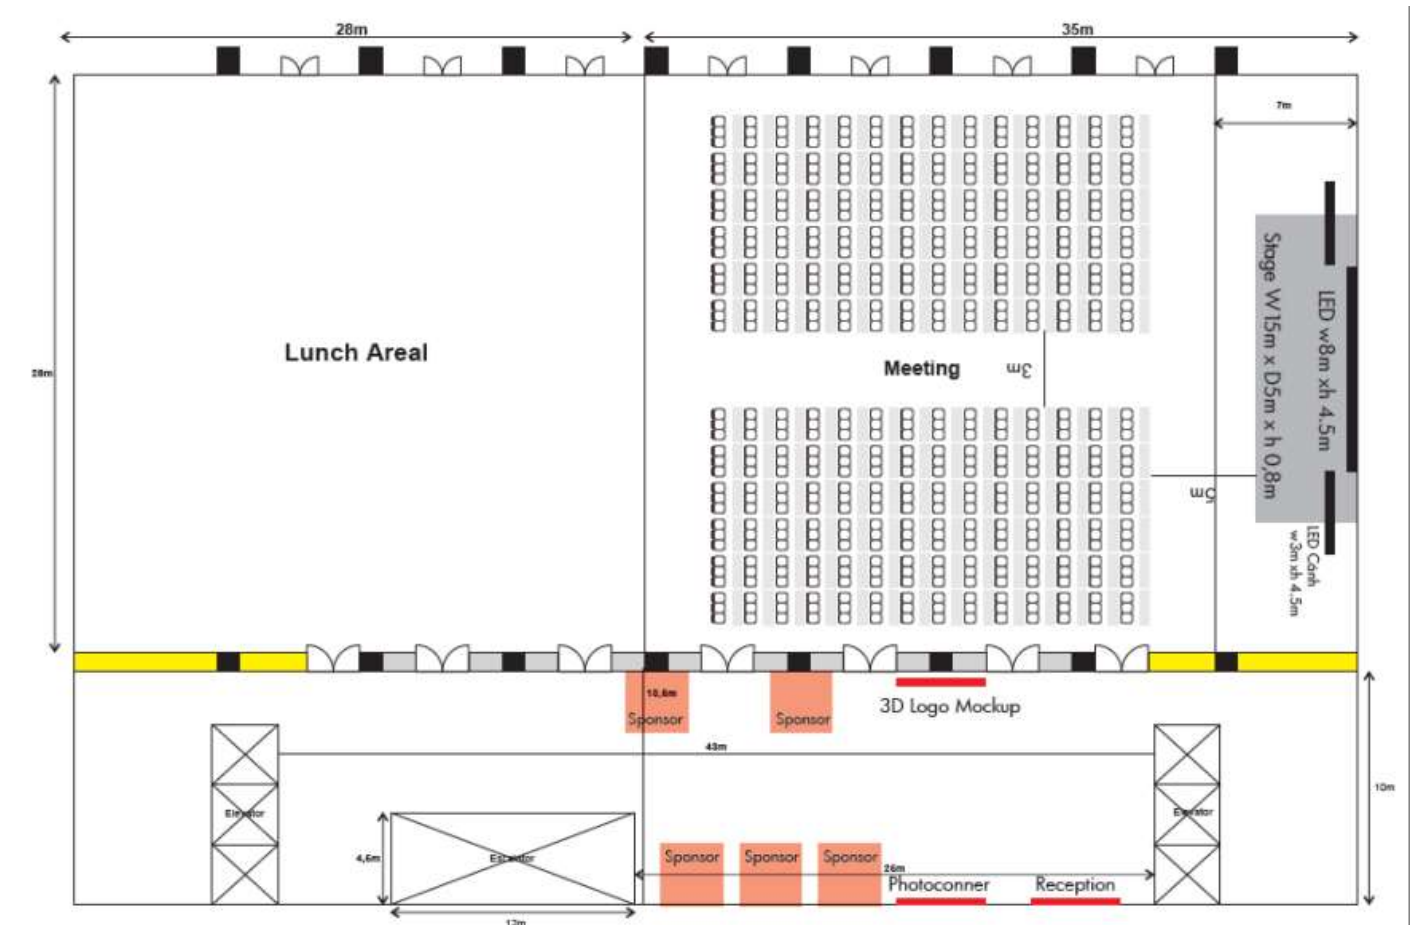 28m
35m
7m
28m
Lunch Areal
Meeting
3m
5m
Stage W15m x D5m x h 0,8m
LED w8m xh 4.5m
LED Cánh
w3m xh 4.5m
10,6m
Sponsor
Sponsor
3D Logo Mockup
43m
10m
Elevator
Elevator
4,6m
Escalator
Sponsor
Sponsor
Sponsor
26m
Photoconner
Reception
12m